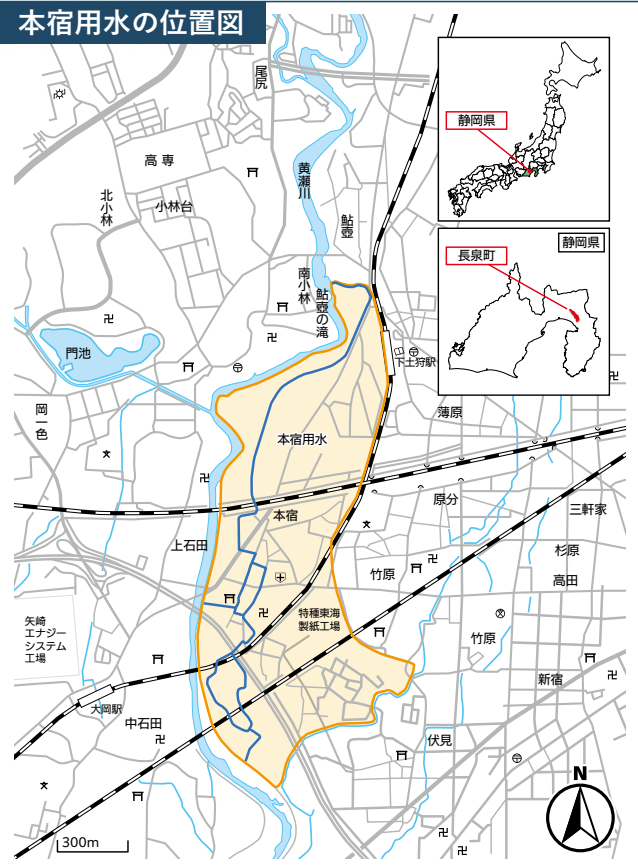 本宿用水の位置図
尾尻
静岡県
高専
黄瀬川
北小林
小林台
鮎壺
静岡県
長泉町
南小林
鮎壺の滝
門池
下土狩駅
岡一色
薄原
本宿用水
原分
三軒家
本宿
上石田
杉原
竹原
高田
特種東海
製紙工場
矢崎
エナジー
システム
工場
竹原
新宿
大岡駅
中石田
伏見
N
300m